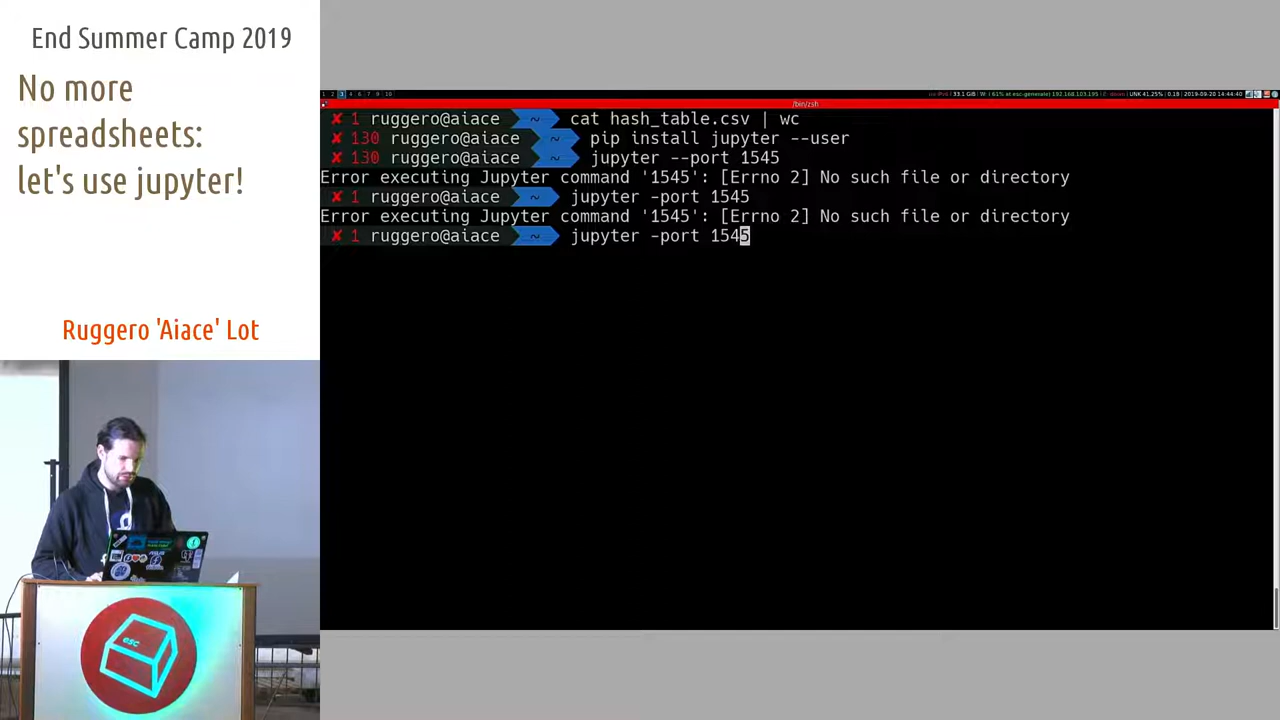 End Summer Camp 2019
No more
spreadsheets:
let's use jupyter!
Ruggero 'Aiace' Lot
/bin/zsh
✘ 1 ruggero@aiace ~ cat hash_table.csv | wc
✘ 130 ruggero@aiace ~ pip install jupyter --user
✘ 130 ruggero@aiace ~ jupyter --port 1545
Error executing Jupyter command '1545': [Errno 2] No such file or directory
✘ 1 ruggero@aiace ~ jupyter -port 1545
Error executing Jupyter command '1545': [Errno 2] No such file or directory
✘ 1 ruggero@aiace ~ jupyter -port 1545
esc